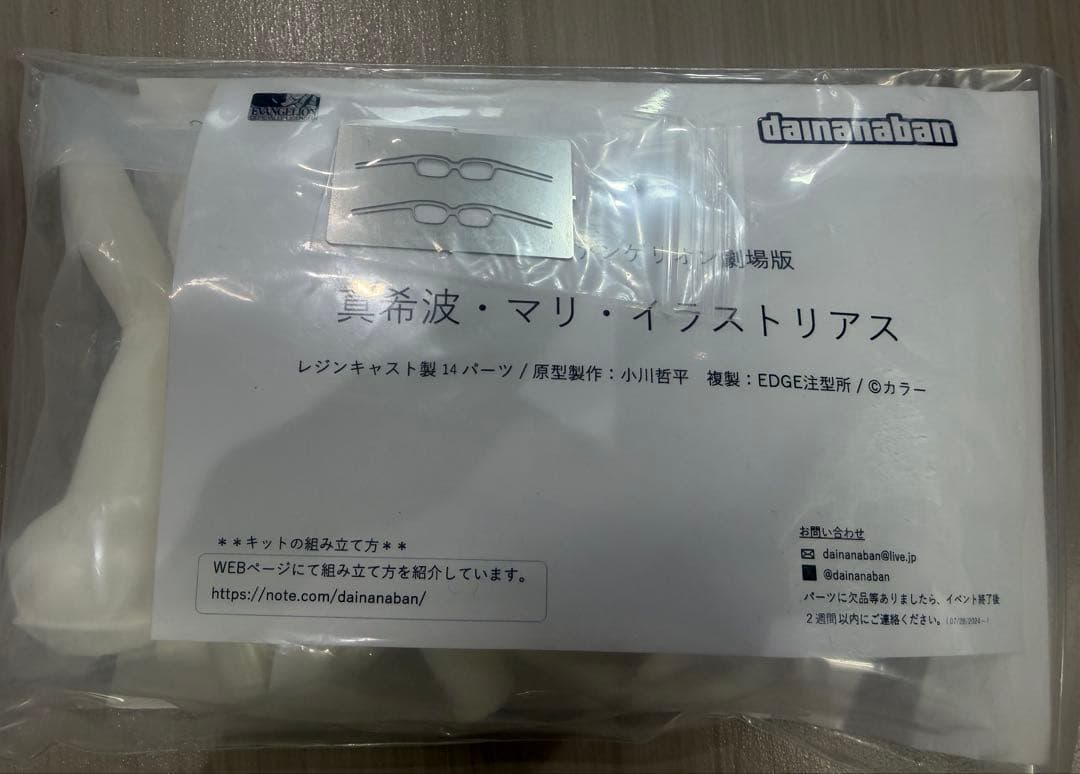 EVANGELION
dainanaban
ンゲリオン劇場版
真希波・マリ・イラストリアス
レジンキャスト製 14 パーツ / 原型製作：小川哲平　複製：EDGE注型所 / ©カラー
＊＊キットの組み立て方＊＊
WEBページにて組み立て方を紹介しています。
https://note.com/dainanaban/
お問い合わせ
dainanaban@live.jp
@dainanaban
パーツに欠品等ありましたら、イベント終了後
2週間以内にご連絡ください。(07/28/2024～)